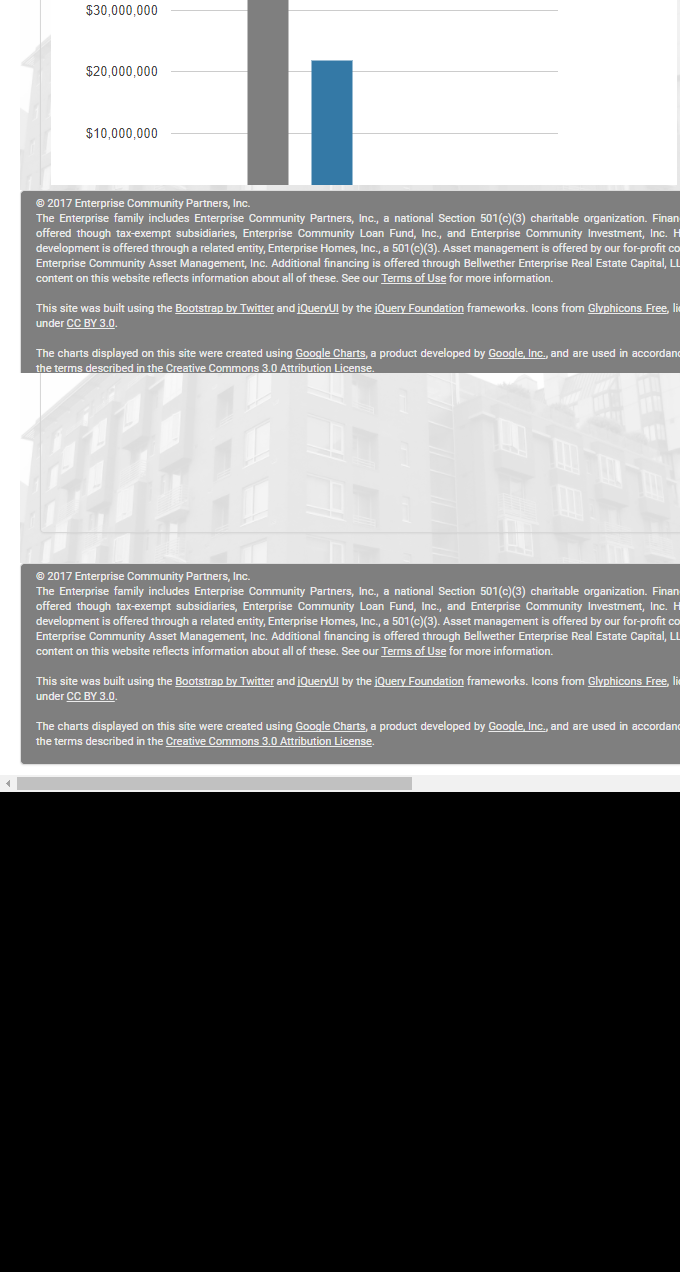 $30,000,000
$20,000,000
$10,000,000
© 2017 Enterprise Community Partners, Inc.
The Enterprise family includes Enterprise Community Partners, Inc., a national Section 501(c)(3) charitable organization.
offered though tax-exempt subsidiaries, Enterprise Community Loan Fund, Inc., and Enterprise Community Investment, Inc.
development is offered through a related entity, Enterprise Homes, Inc., a 501(c)(3). Asset management is offered by our for-profit
Enterprise Community Asset Management, Inc. Additional financing is offered through Bellwether Enterprise Real Estate Capital,
content on this website reflects information about all of these. See our Terms of Use for more information.
This site was built using the Bootstrap by Twitter and jQueryUI by the jQuery Foundation frameworks. Icons from Glyphicons Free,
under CC BY 3.0.
The charts displayed on this site were created using Google Charts, a product developed by Google, Inc., and are used in
the terms described in the Creative Commons 3.0 Attribution License.
© 2017 Enterprise Community Partners, Inc.
The Enterprise family includes Enterprise Community Partners, Inc., a national Section 501(c)(3) charitable organization.
offered though tax-exempt subsidiaries, Enterprise Community Loan Fund, Inc., and Enterprise Community Investment, Inc.
development is offered through a related entity, Enterprise Homes, Inc., a 501(c)(3). Asset management is offered by our for-profit
Enterprise Community Asset Management, Inc. Additional financing is offered through Bellwether Enterprise Real Estate Capital,
content on this website reflects information about all of these. See our Terms of Use for more information.
This site was built using the Bootstrap by Twitter and jQueryUI by the jQuery Foundation frameworks. Icons from Glyphicons Free,
under CC BY 3.0.
The charts displayed on this site were created using Google Charts, a product developed by Google, Inc., and are used in
the terms described in the Creative Commons 3.0 Attribution License.